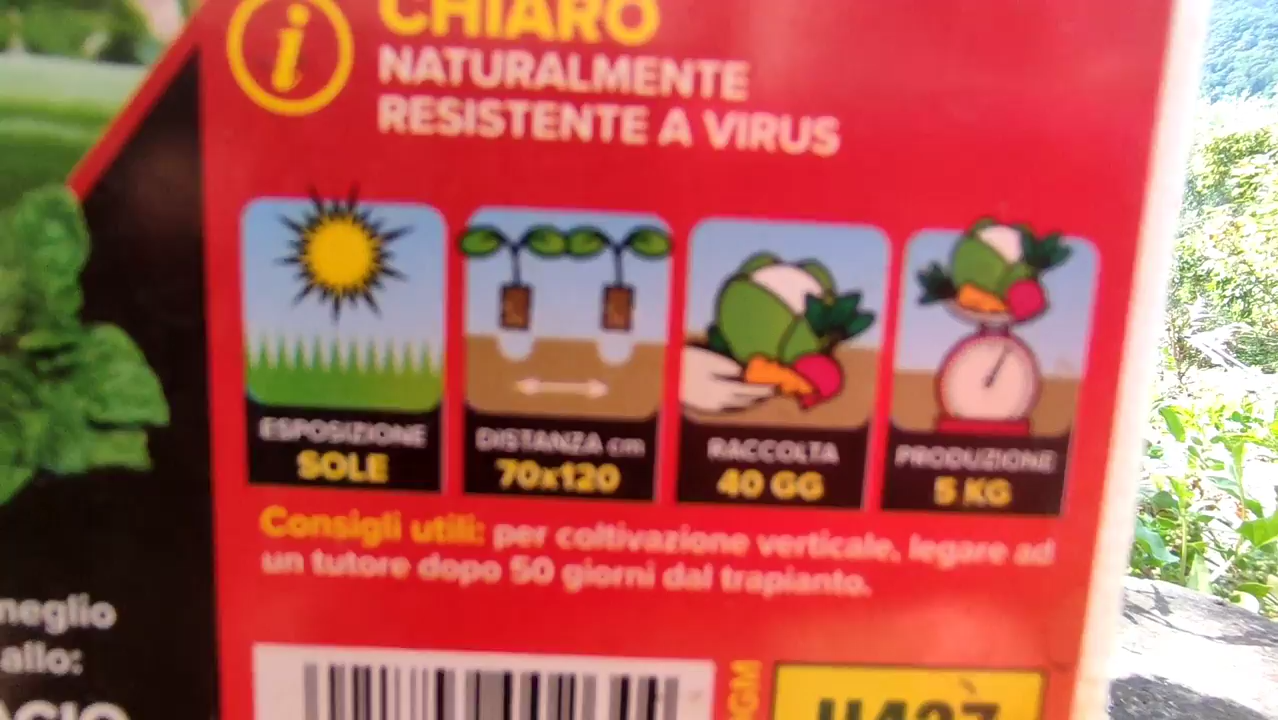 CHIARO
NATURALMENTE
RESISTENTE A VIRUS
ESPOSIZIONE
SOLE
DISTANZA cm
70x120
RACCOLTA
40 GG
PRODUZIONE
5 KG
Consigli utili: per coltivazione verticale, legare ad
un tutore dopo 50 giorni dal trapianto.
meglio
allo: